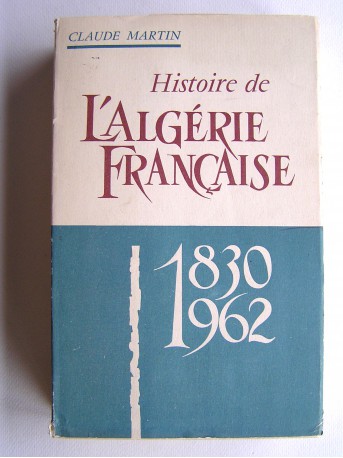 CLAUDE MARTIN
Histoire de
L'ALGÉRIE
FRANÇAISE
1830
1962